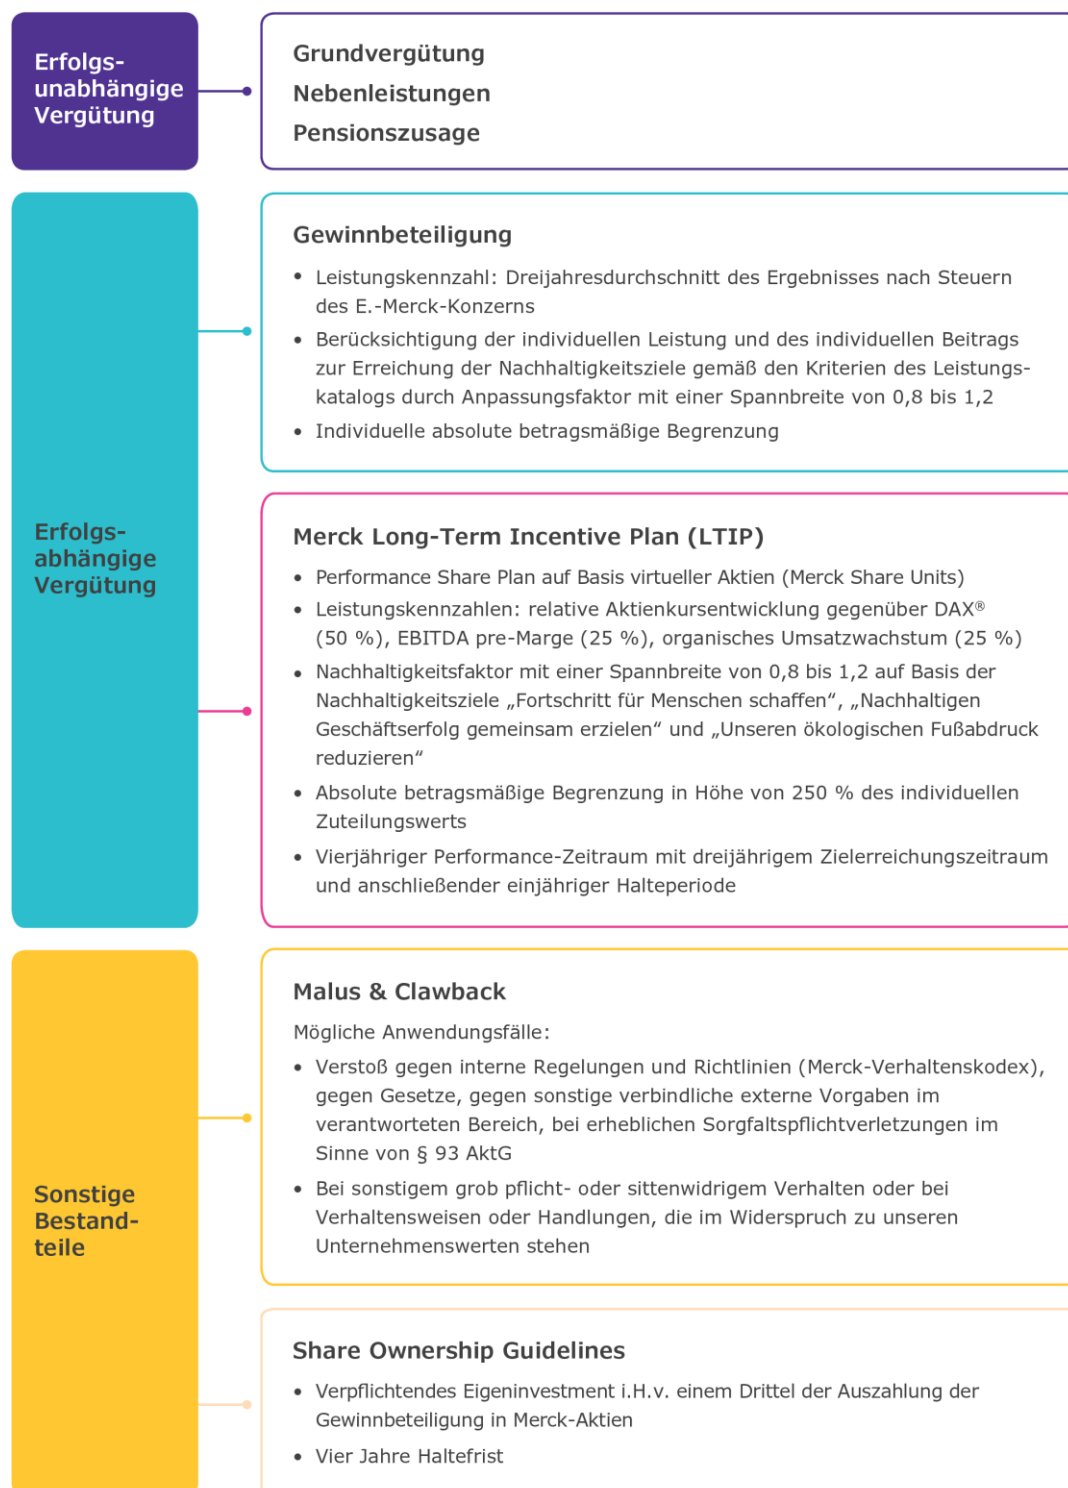 Erfolgs-
unabhängige
Vergütung
Grundvergütung
Nebenleistungen
Pensionszusage
Erfolgs-
abhängige
Vergütung
Gewinnbeteiligung
• Leistungskennzahl: Dreijahresdurchschnitt des Ergebnisses nach Steuern
des E.-Merck-Konzerns
• Berücksichtigung der individuellen Leistung und des individuellen Beitrags
zur Erreichung der Nachhaltigkeitsziele gemäß den Kriterien des Leistungs-
katalogs durch Anpassungsfaktor mit einer Spannbreite von 0,8 bis 1,2
• Individuelle absolute betragsmäßige Begrenzung
Merck Long-Term Incentive Plan (LTIP)
• Performance Share Plan auf Basis virtueller Aktien (Merck Share Units)
• Leistungskennzahlen: relative Aktienkursentwicklung gegenüber DAX®
(50 %), EBITDA pre-Marge (25 %), organisches Umsatzwachstum (25 %)
• Nachhaltigkeitsfaktor mit einer Spannbreite von 0,8 bis 1,2 auf Basis der
Nachhaltigkeitsziele „Fortschritt für Menschen schaffen“, „Nachhaltigen
Geschäftserfolg gemeinsam erzielen“ und „Unseren ökologischen Fußabdruck
reduzieren“
• Absolute betragsmäßige Begrenzung in Höhe von 250 % des individuellen
Zuteilungswerts
• Vierjähriger Performance-Zeitraum mit dreijährigem Zielerreichungszeitraum
und anschließender einjähriger Halteperiode
Sonstige
Bestand-
teile
Malus & Clawback
Mögliche Anwendungsfälle:
• Verstoß gegen interne Regelungen und Richtlinien (Merck-Verhaltenskodex),
gegen Gesetze, gegen sonstige verbindliche externe Vorgaben im
verantworteten Bereich, bei erheblichen Sorgfaltspflichtverletzungen im
Sinne von § 93 AktG
• Bei sonstigem grob pflicht- oder sittenwidrigem Verhalten oder bei
Verhaltensweisen oder Handlungen, die im Widerspruch zu unseren
Unternehmenswerten stehen
Share Ownership Guidelines
• Verpflichtendes Eigeninvestment i.H.v. einem Drittel der Auszahlung der
Gewinnbeteiligung in Merck-Aktien
• Vier Jahre Haltefrist